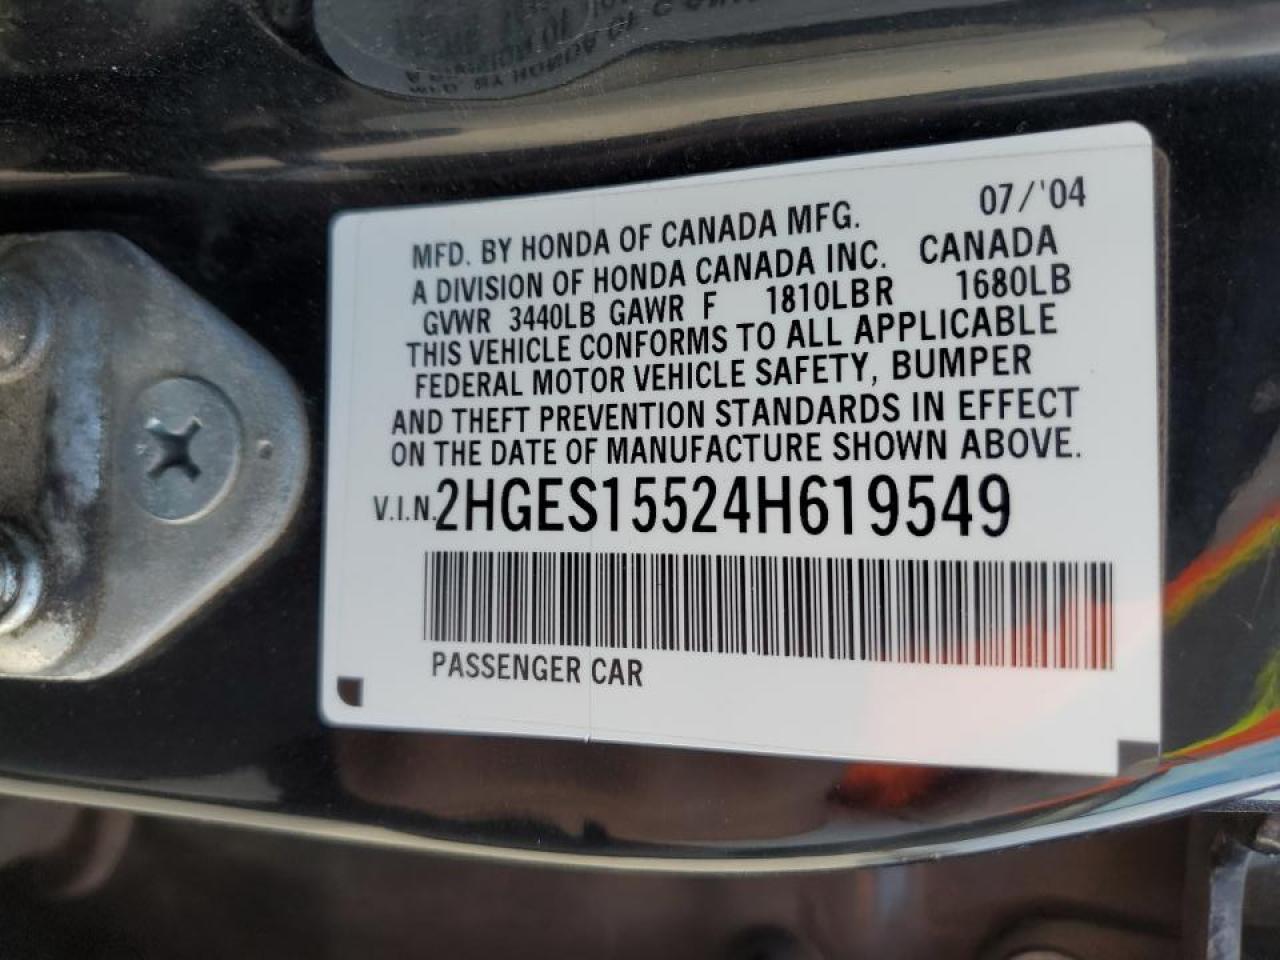 07/'04
MFD. BY HONDA OF CANADA MFG.
A DIVISION OF HONDA CANADA INC. CANADA
GVWR 3440LB GAWR F 1810LB R 1680LB
THIS VEHICLE CONFORMS TO ALL APPLICABLE
FEDERAL MOTOR VEHICLE SAFETY, BUMPER
AND THEFT PREVENTION STANDARDS IN EFFECT
ON THE DATE OF MANUFACTURE SHOWN ABOVE.
V.I.N. 2HGES15524H619549
PASSENGER CAR